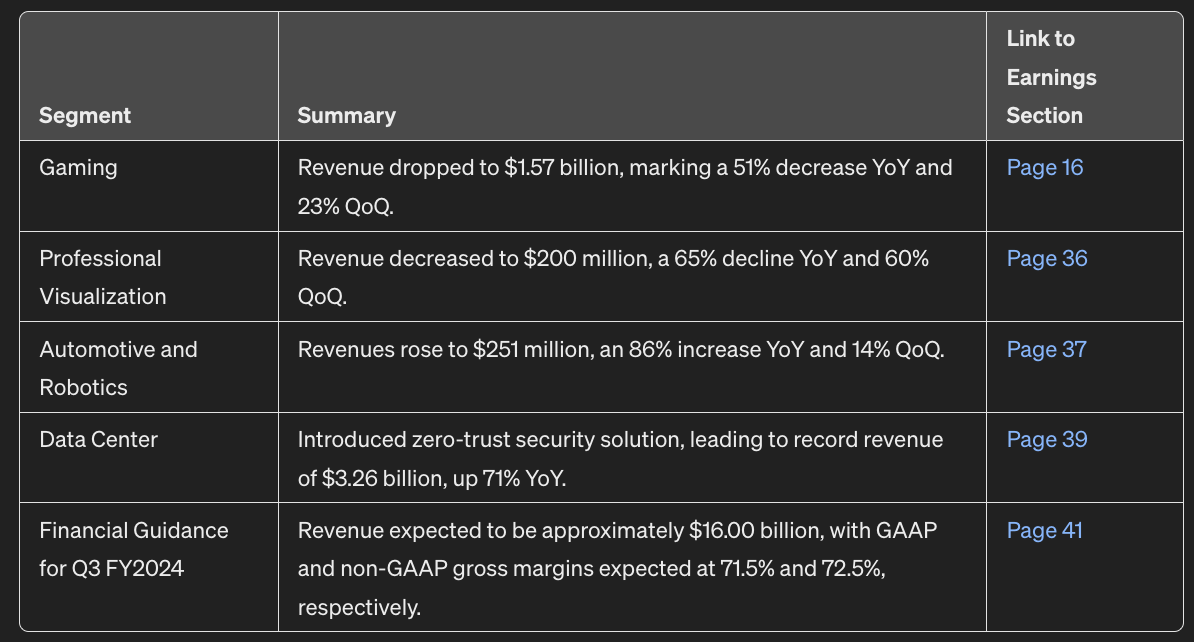 Link to
Earnings
Segment Summary Section
Gaming Revenue dropped to $1.57 billion, marking a 51% decrease YoY and Page 16
23% QoQ.
Professional Revenue decreased to $200 million, a 65% decline YoY and 60% Page 36
Visualization QoQ.
Automotive and Revenues rose to $251 million, an 86% increase YoY and 14% QoQ. Page 37
Robotics
Data Center Introduced zero-trust security solution, leading to record revenue Page 39
of $3.26 billion, up 71% YoY.
Financial Guidance Revenue expected to be approximately $16.00 billion, with GAAP Page 41
for Q3 FY2024 and non-GAAP gross margins expected at 71.5% and 72.5%,
respectively.